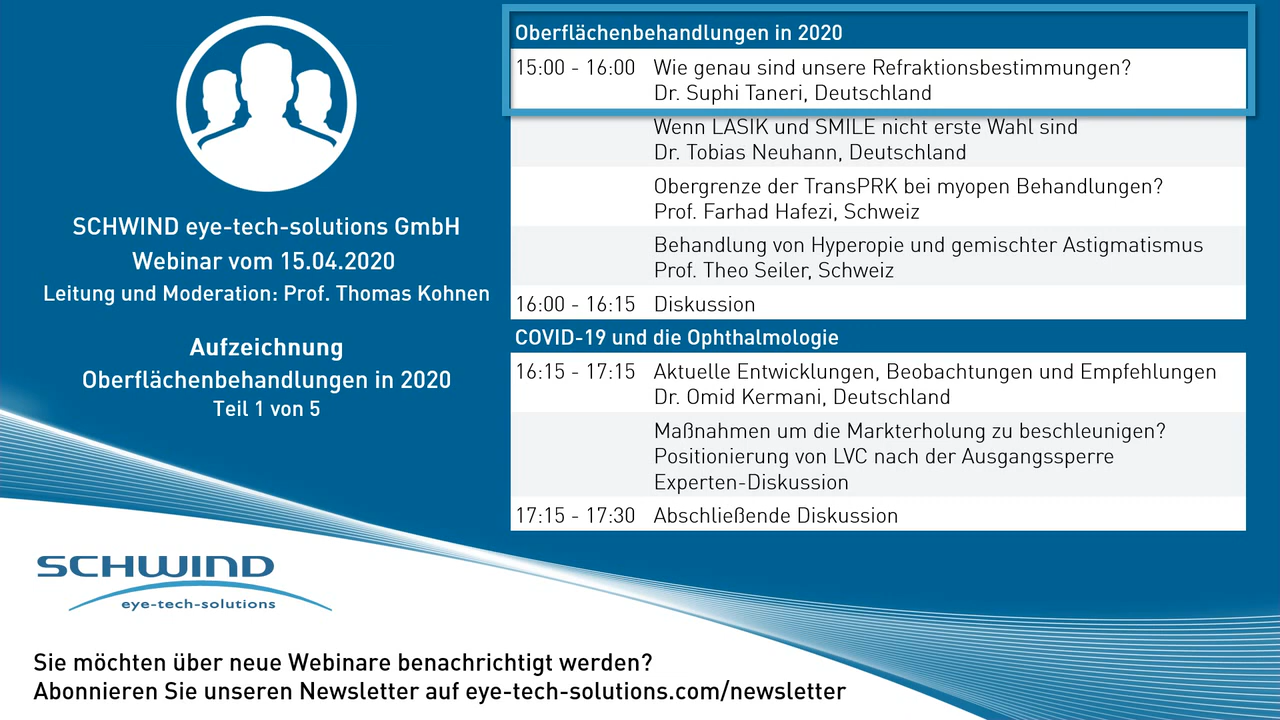 SCHWIND eye-tech-solutions GmbH
Webinar vom 15.04.2020
Leitung und Moderation: Prof. Thomas Kohnen
Aufzeichnung
Oberflächenbehandlungen in 2020
Teil 1 von 5
Oberflächenbehandlungen in 2020
15:00 - 16:00 Wie genau sind unsere Refraktionsbestimmungen?
Dr. Suphi Taneri, Deutschland
Wenn LASIK und SMILE nicht erste Wahl sind
Dr. Tobias Neuhann, Deutschland
Obergrenze der TransPRK bei myopen Behandlungen?
Prof. Farhad Hafezi, Schweiz
Behandlung von Hyperopie und gemischter Astigmatismus
Prof. Theo Seiler, Schweiz
16:00 - 16:15 Diskussion
COVID-19 und die Ophthalmologie
16:15 - 17:15 Aktuelle Entwicklungen, Beobachtungen und Empfehlungen
Dr. Omid Kermani, Deutschland
Maßnahmen um die Markterholung zu beschleunigen?
Positionierung von LVC nach der Ausgangssperre
Experten-Diskussion
17:15 - 17:30 Abschließende Diskussion
SCHWIND
eye-tech-solutions
Sie möchten über neue Webinare benachrichtigt werden?
Abonnieren Sie unseren Newsletter auf eye-tech-solutions.com/newsletter